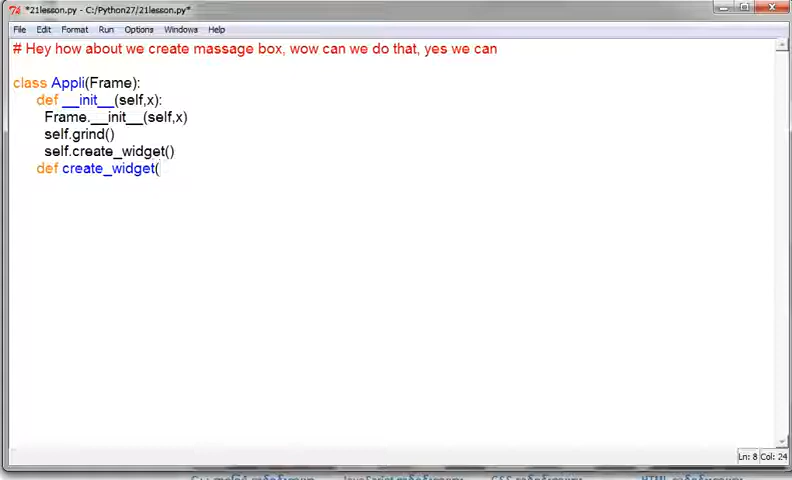 *21lesson.py - C:/Python27/21lesson.py*
File Edit Format Run Options Windows Help
# Hey how about we create massage box, wow can we do that, yes we can
class Appli(Frame):
def __init__(self,x):
Frame.__init__(self,x)
self.grind()
self.create_widget()
def create_widget(
Ln: 8 Col: 24